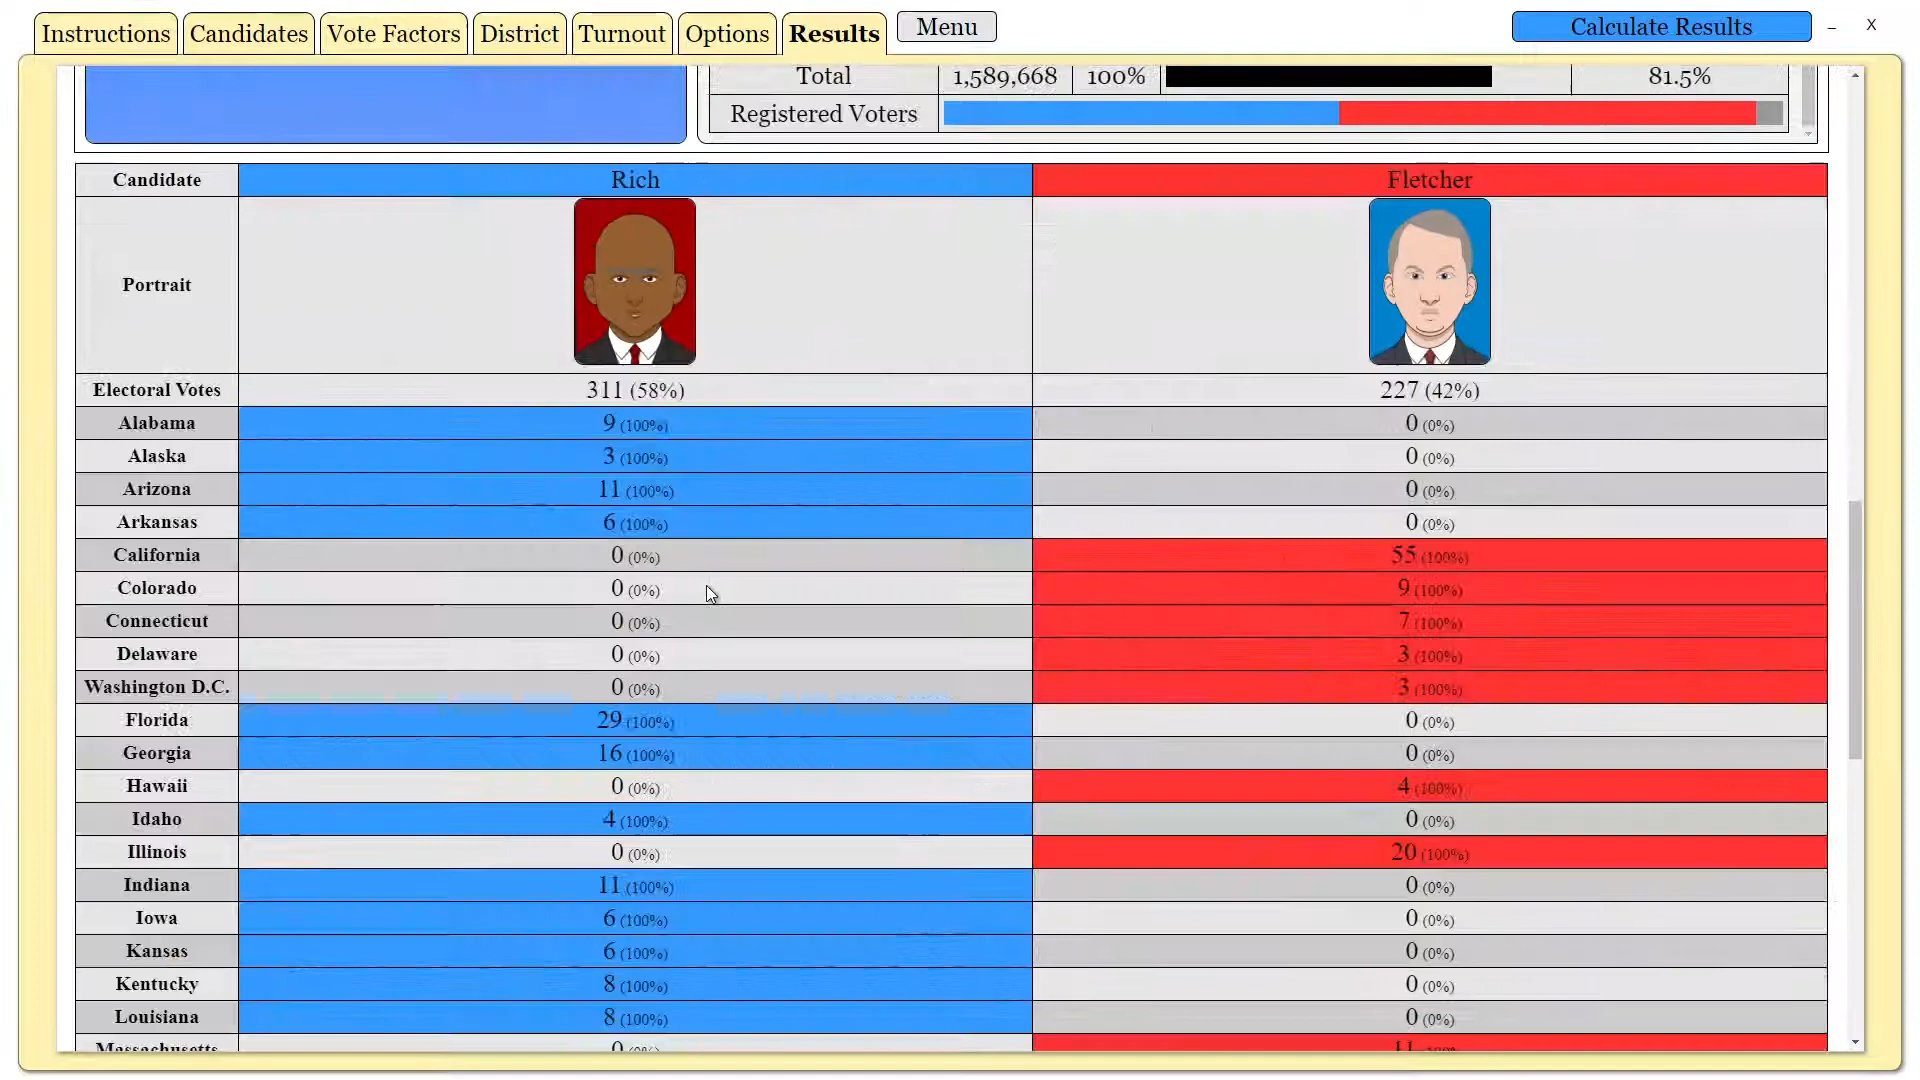 Instructions Candidates Vote Factors District Turnout Options Results Menu Calculate Results _ X
Total 1,589,668 100% 81.5%
Registered Voters
Candidate Rich Fletcher
Portrait
Electoral Votes 311 (58%) 227 (42%)
Alabama 9 (100%) 0 (0%)
Alaska 3 (100%) 0 (0%)
Arizona 11 (100%) 0 (0%)
Arkansas 6 (100%) 0 (0%)
California 0 (0%) 55 (100%)
Colorado 0 (0%) 9 (100%)
Connecticut 0 (0%) 7 (100%)
Delaware 0 (0%) 3 (100%)
Washington D.C. 0 (0%) 3 (100%)
Florida 29 (100%) 0 (0%)
Georgia 16 (100%) 0 (0%)
Hawaii 0 (0%) 4 (100%)
Idaho 4 (100%) 0 (0%)
Illinois 0 (0%) 20 (100%)
Indiana 11 (100%) 0 (0%)
Iowa 6 (100%) 0 (0%)
Kansas 6 (100%) 0 (0%)
Kentucky 8 (100%) 0 (0%)
Louisiana 8 (100%) 0 (0%)
Massachusetts 0 (0%) 11